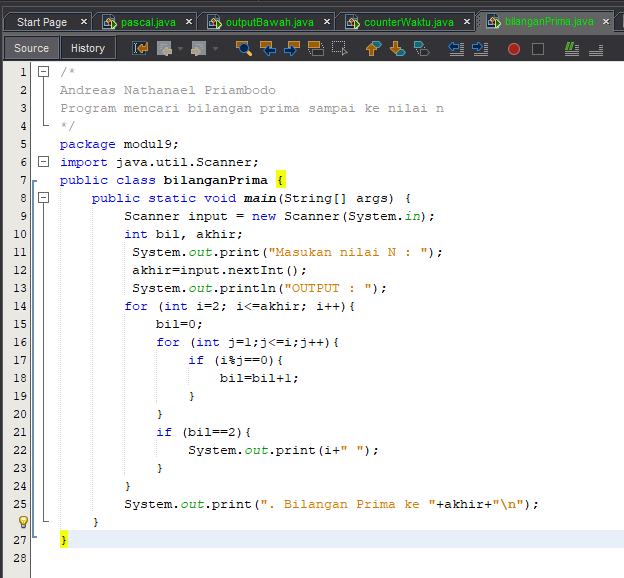 Start Page × pascal.java × outputBawah.java × counterWaktu.java × bilanganPrima.java ×
Source History
1 /*
2 Andreas Nathanael Priambodo
3 Program mencari bilangan prima sampai ke nilai n
4 */
5 package modul9;
6 import java.util.Scanner;
7 public class bilanganPrima {
8 public static void main(String[] args) {
9 Scanner input = new Scanner(System.in);
10 int bil, akhir;
11 System.out.print("Masukan nilai N : ");
12 akhir=input.nextInt();
13 System.out.println("OUTPUT : ");
14 for (int i=2; i<=akhir; i++){
15 bil=0;
16 for (int j=1;j<=i;j++){
17 if (i%j==0){
18 bil=bil+1;
19 }
20 }
21 if (bil==2){
22 System.out.print(i+" ");
23 }
24 }
25 System.out.print(". Bilangan Prima ke "+akhir+"\n");
}
27 }
28